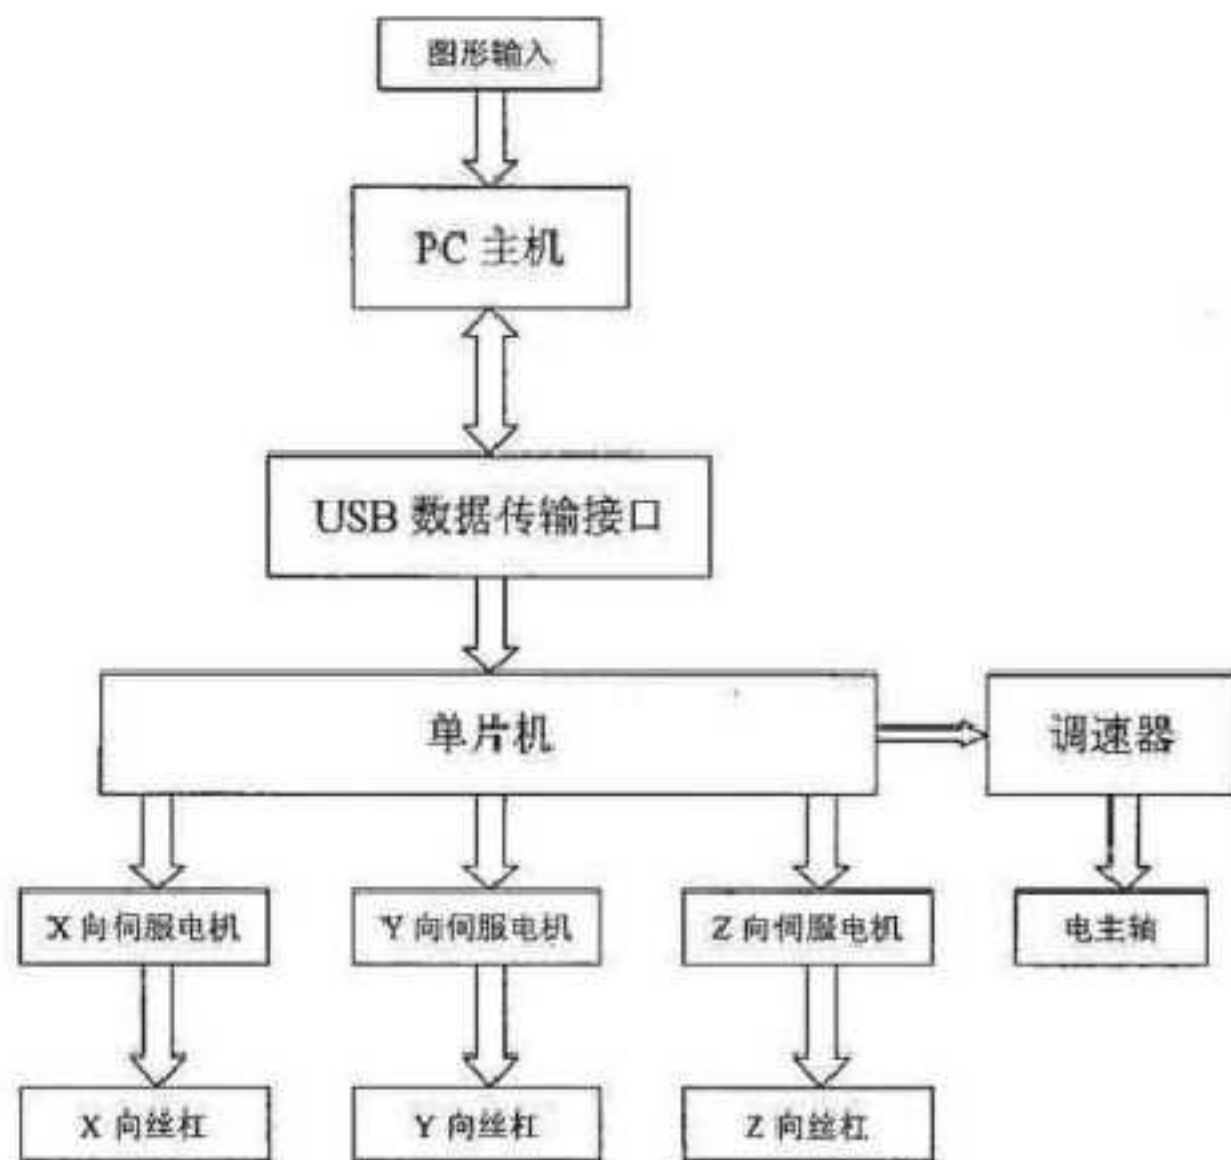 图形输入
PC 主机
USB 数据传输接口
单片机
调速器
X 向伺服电机
Y 向伺服电机
Z 向伺服电机
电主轴
X 向丝杠
Y 向丝杠
Z 向丝杠